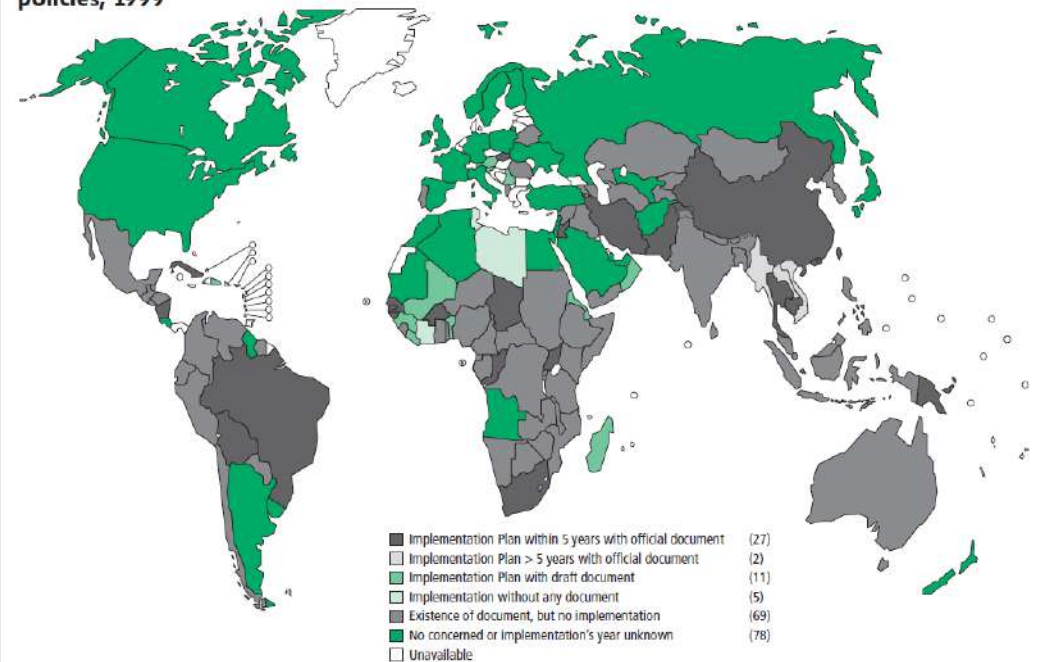 policies, 1999
Implementation Plan within 5 years with official document (27)
Implementation Plan > 5 years with official document (2)
Implementation Plan with draft document (11)
Implementation without any document (5)
Existence of document, but no implementation (69)
No concerned or implementation's year unknown (78)
Unavailable